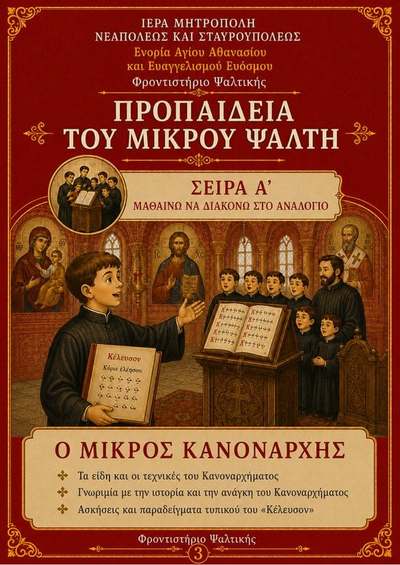 ΙΕΡΑ ΜΗΤΡΟΠΟΛΗ
ΝΕΑΠΟΛΕΩΣ ΚΑΙ ΣΤΑΥΡΟΥΠΟΛΕΩΣ
Ενορία Αγίου Αθανασίου
και Ευαγγελισμού Ευόσμου
Φροντιστήριο Ψαλτικής
ΠΡΟΠΑΙΔΕΙΑ
ΤΟΥ ΜΙΚΡΟΥ ΨΑΛΤΗ
ΣΕΙΡΑ Α’
ΜΑΘΑΙΝΩ ΝΑ ΔΙΑΚΟΝΩ ΣΤΟ ΑΝΑΛΟΓΙΟ
Κέλευσον
Κύριε ἐλέησον
Ο ΜΙΚΡΟΣ ΚΑΝΟΝΑΡΧΗΣ
Τα είδη και οι τεχνικές του Κανοναρχήματος
Γνωριμία με την ιστορία και την ανάγκη του Κανοναρχήματος
Ασκήσεις και παραδείγματα τυπικού του «Κέλευσον»
Φροντιστήριο Ψαλτικής
3